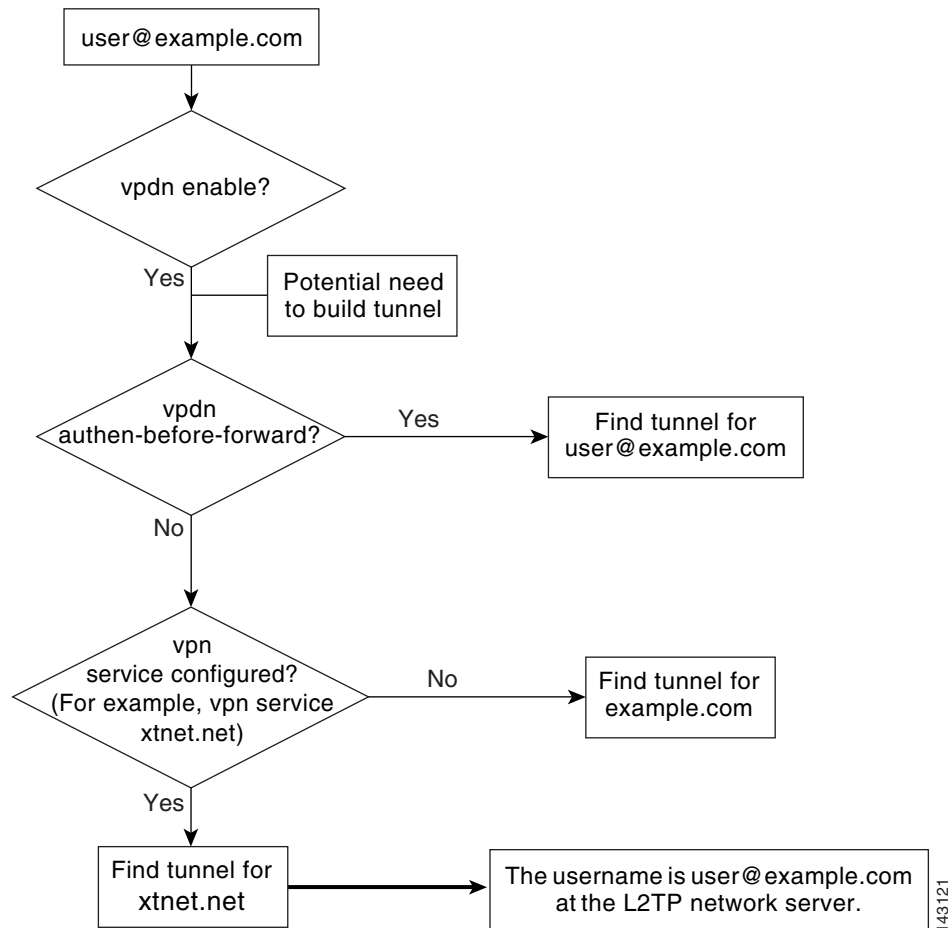 user@example.com
vpdn enable?
Yes
Potential need
to build tunnel
vpdn
authen-before-forward?
Yes
Find tunnel for
user@example.com
No
vpn
service configured?
(For example, vpn service
xtnet.net)
No
Find tunnel for
example.com
Yes
Find tunnel for
xtnet.net
The username is user@example.com
at the L2TP network server.
143121